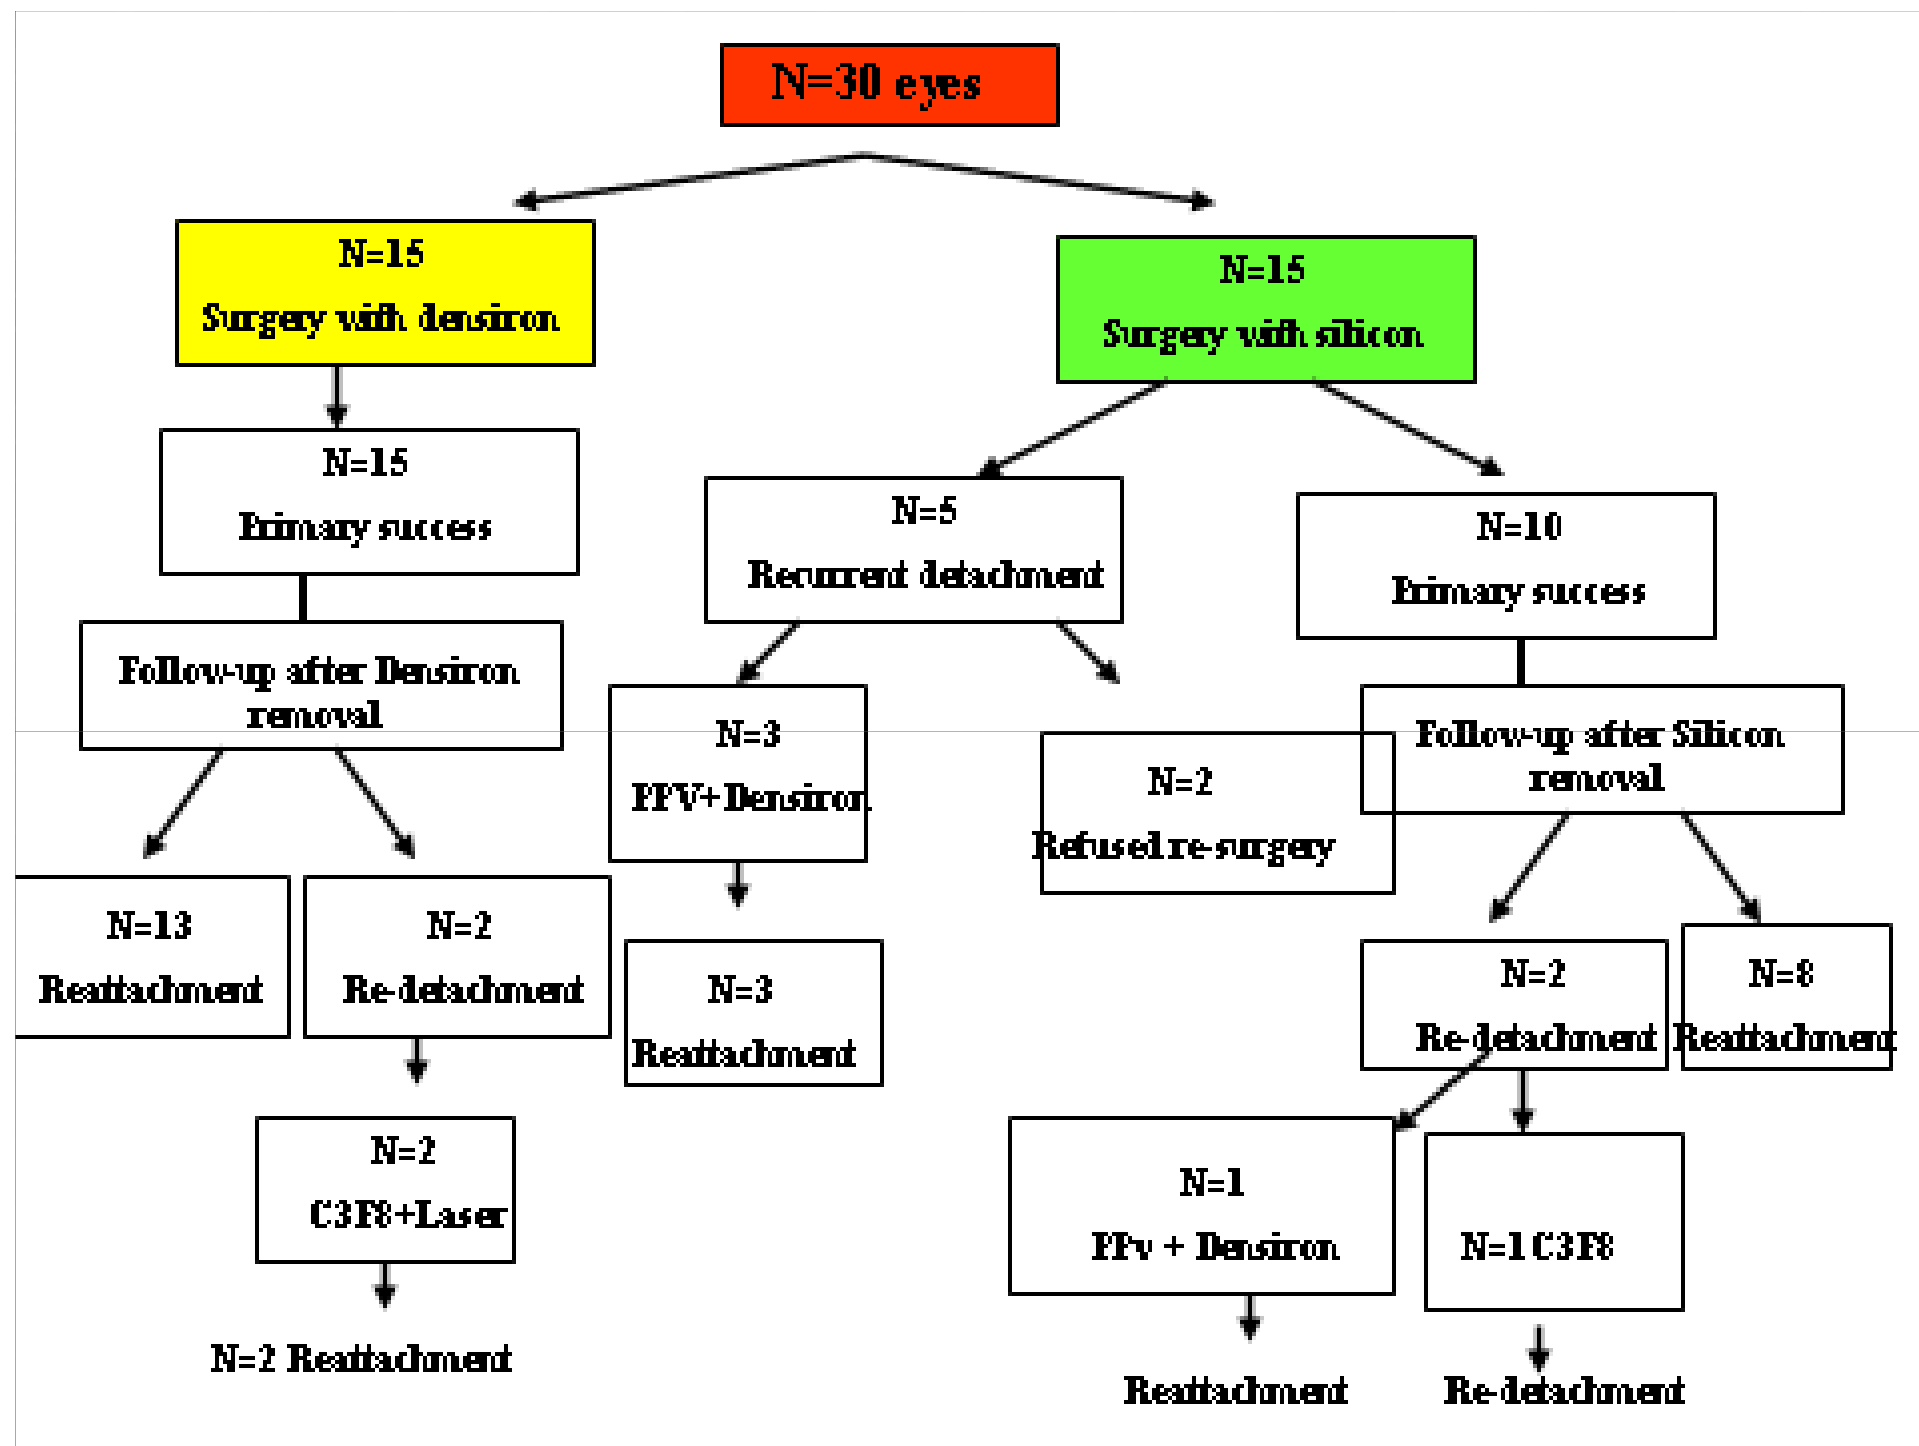 N=30 eyes
N=15
Surgery with densiron
N=15
Surgery with silicon
N=15
Primary success
N=5
Recurrent detachment
N=10
Primary success
Follow-up after Densiron
removal
N=3
PPV+Densiron
N=2
Refused re-surgery
Follow-up after Silicon
removal
N=13
Reattachment
N=2
Re-detachment
N=3
Reattachment
N=2
Re-detachment
N=8
Reattachment
N=2
C3F8+Laser
N=1
PPv + Densiron
N=1 C3F8
N=2 Reattachment
Reattachment
Re-detachment